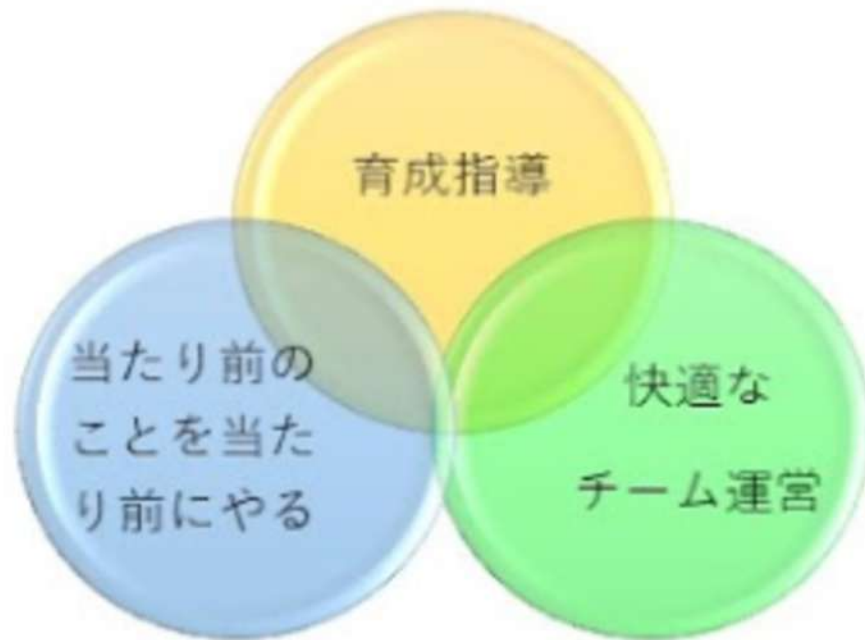 育成指導
当たり前の
ことを当た
り前にやる
快適な
チーム運営